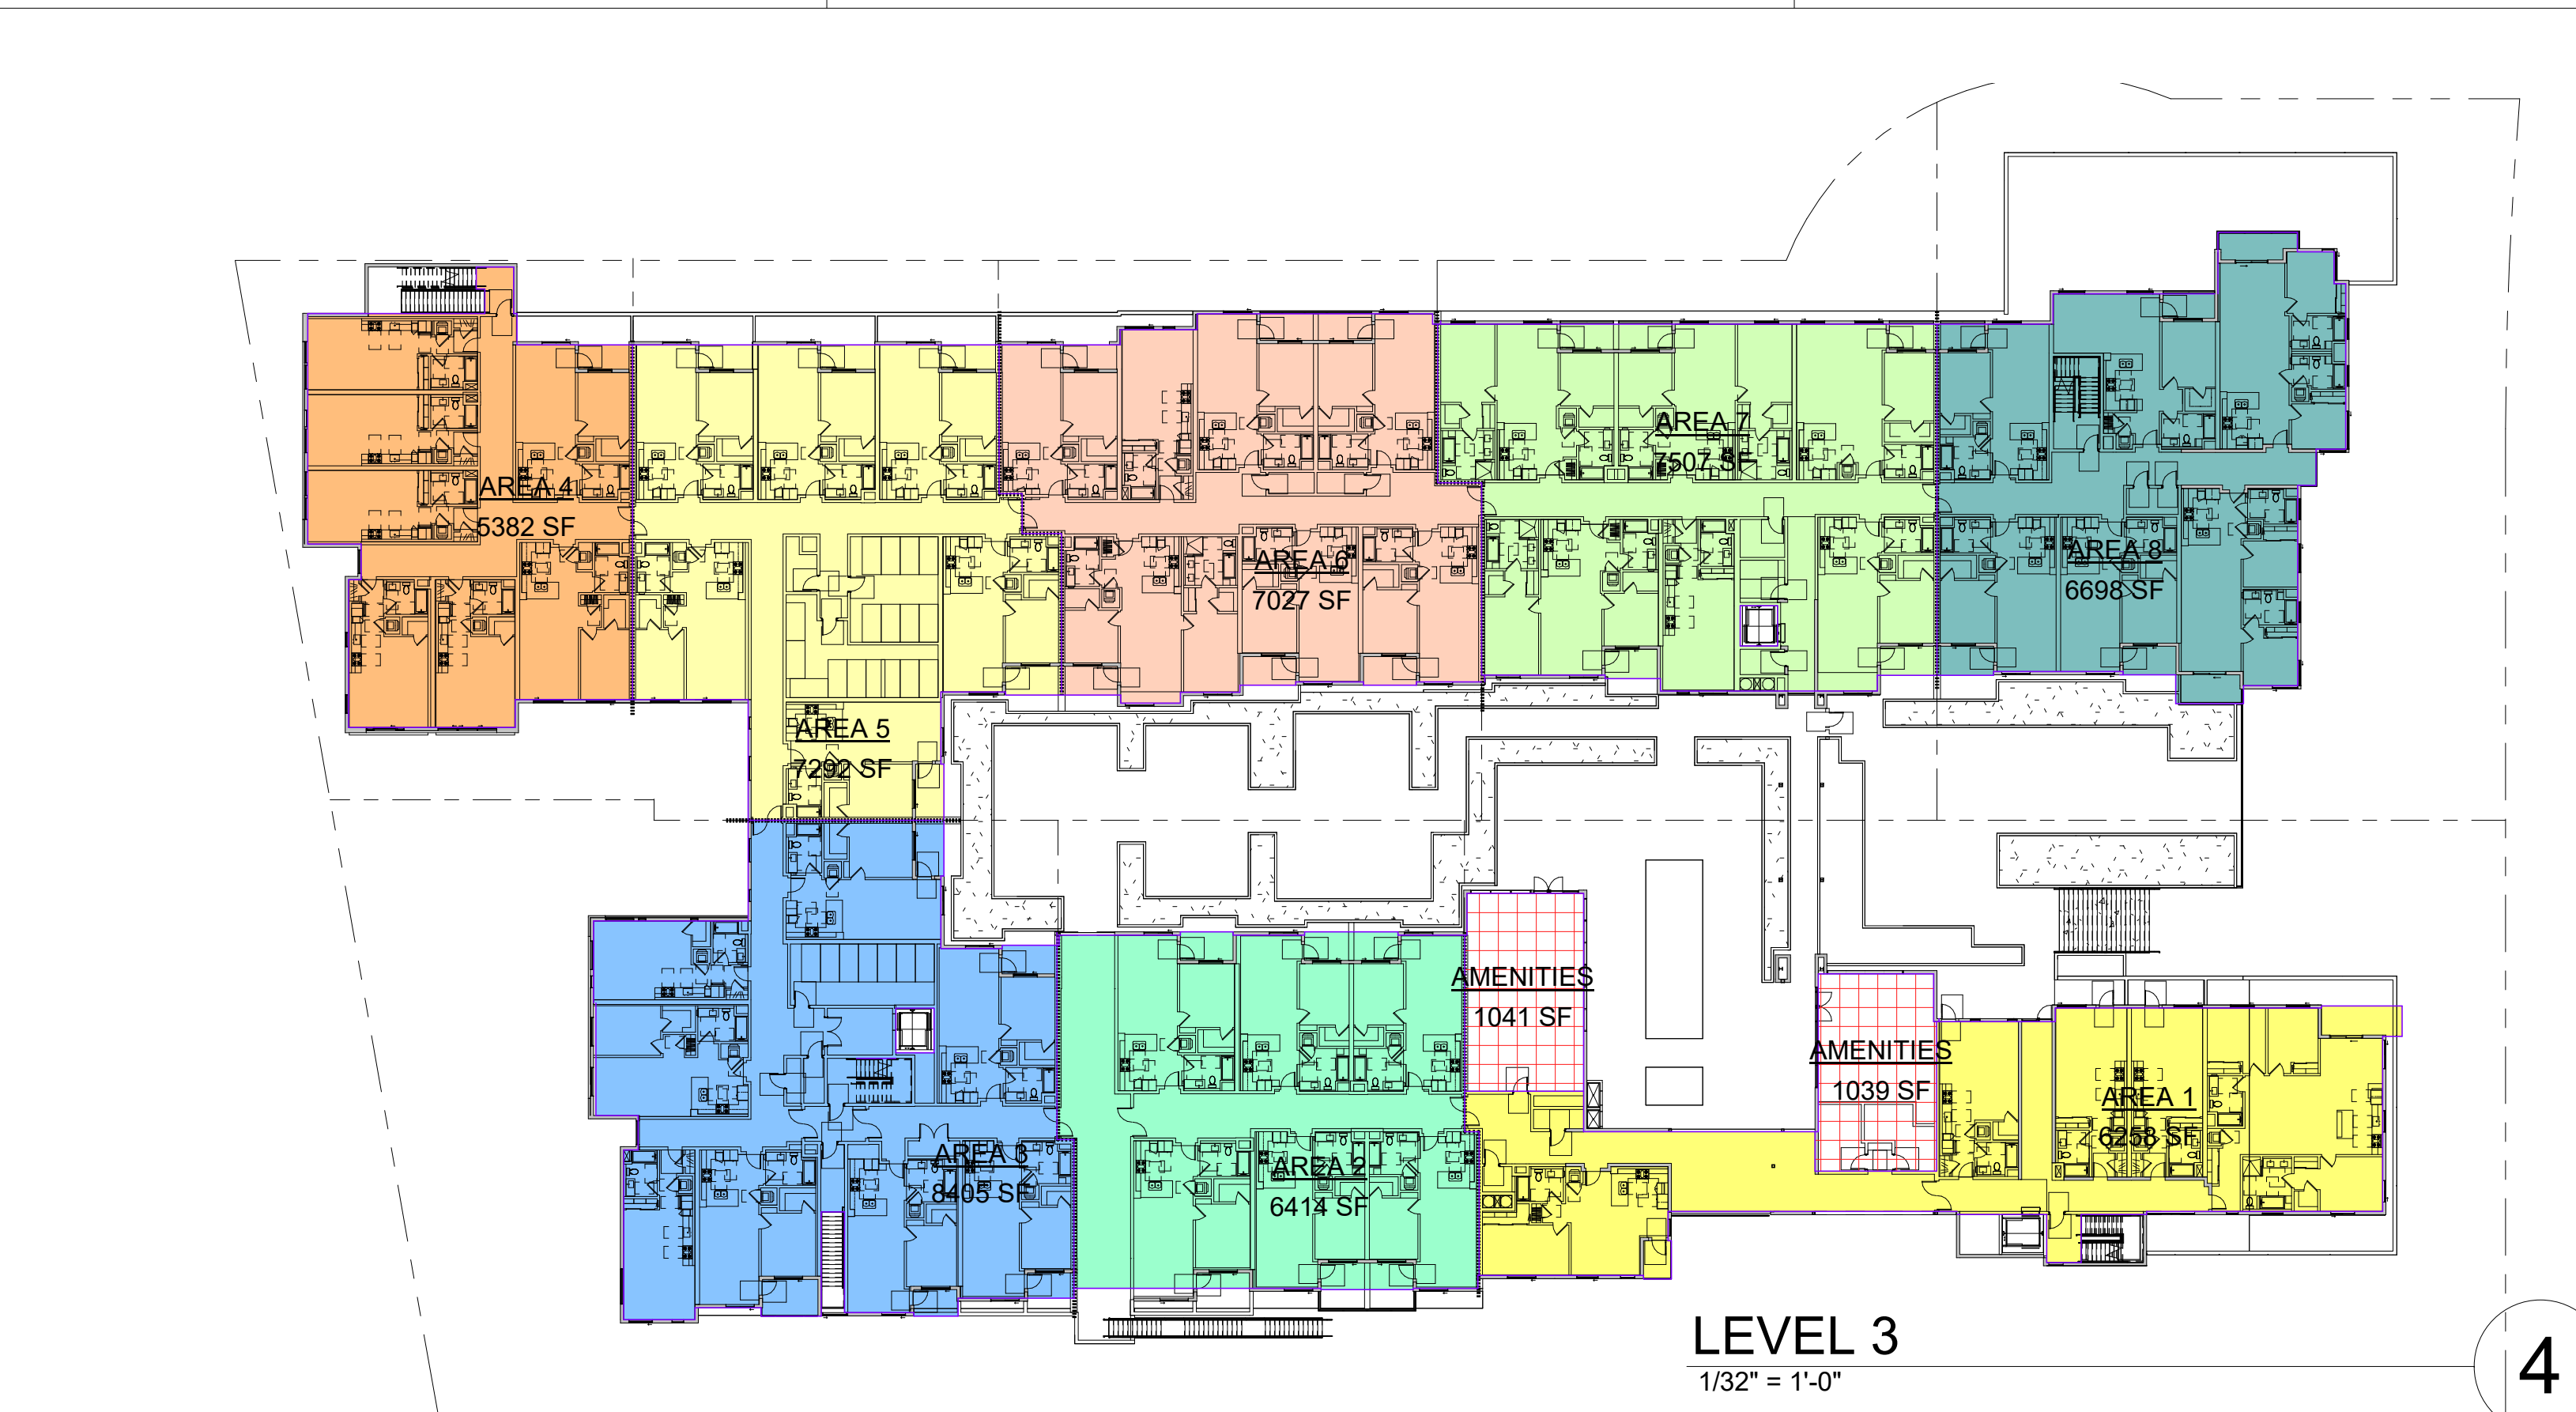 AREA 7
7507 SF
AREA 4
5382 SF
AREA 6
7027 SF
AREA 8
6698 SF
AREA 5
7292 SF
AMENITIES
1041 SF
AMENITIES
1039 SF
AREA 1
6258 SF
AREA 3
8405 SF
AREA 2
6414 SF
LEVEL 3
1/32" = 1'-0"
4